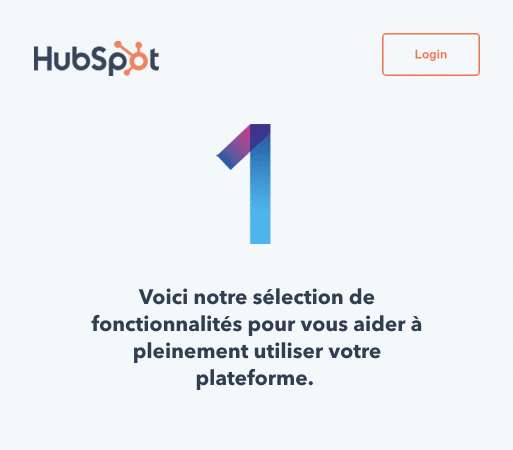 HubSpot
Login
1
Voici notre sélection de
fonctionnalités pour vous aider à
pleinement utiliser votre
plateforme.